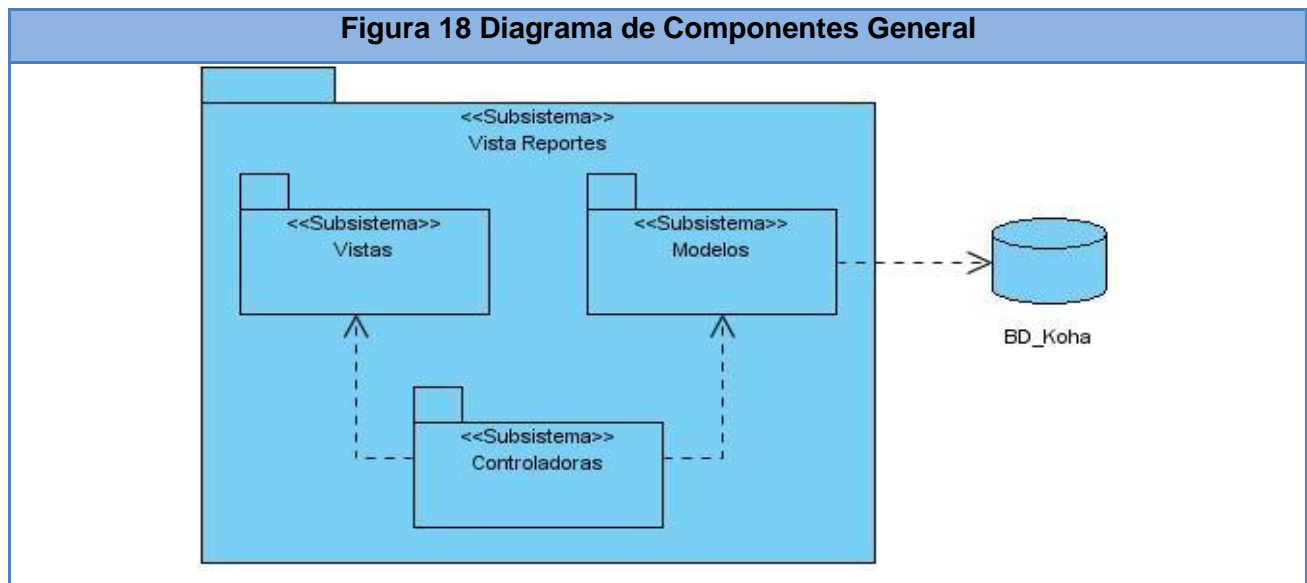 Figura 18 Diagrama de Componentes General
<<Subsistema>>
Vista Reportes
<<Subsistema>>
Vistas
<<Subsistema>>
Modelos
BD_Koha
<<Subsistema>>
Controladoras